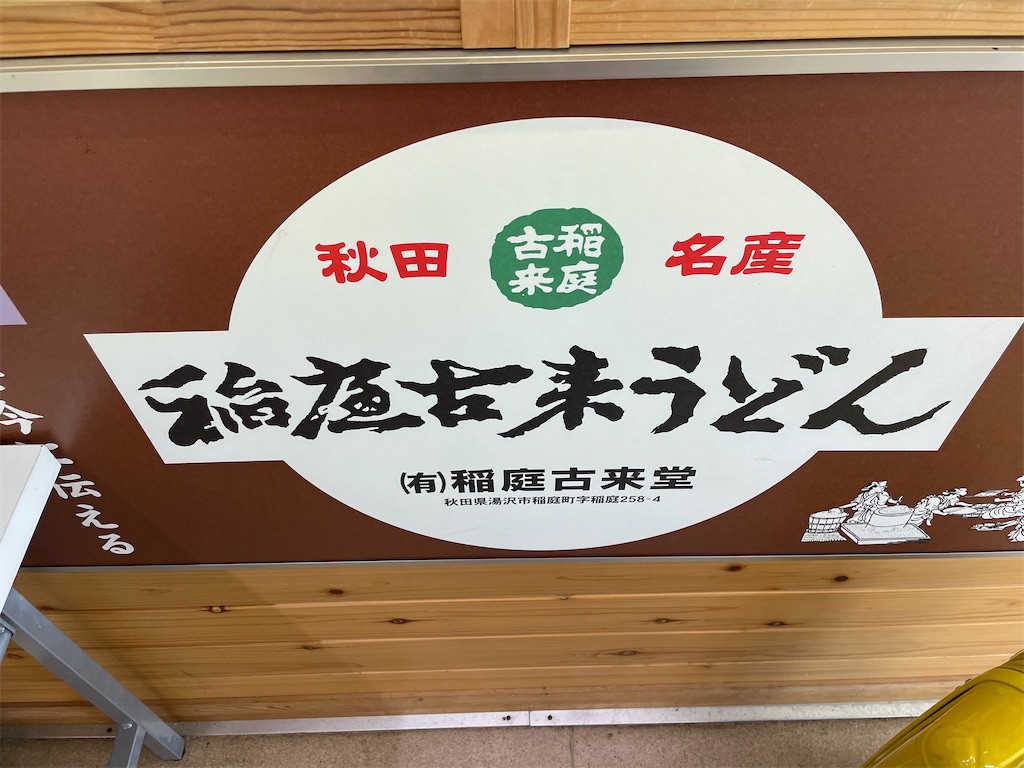 秋田 名産
稲庭
古来
稲庭古来うどん
(有)稲庭古来堂
秋田県湯沢市稲庭町字稲庭258-4
今
伝える